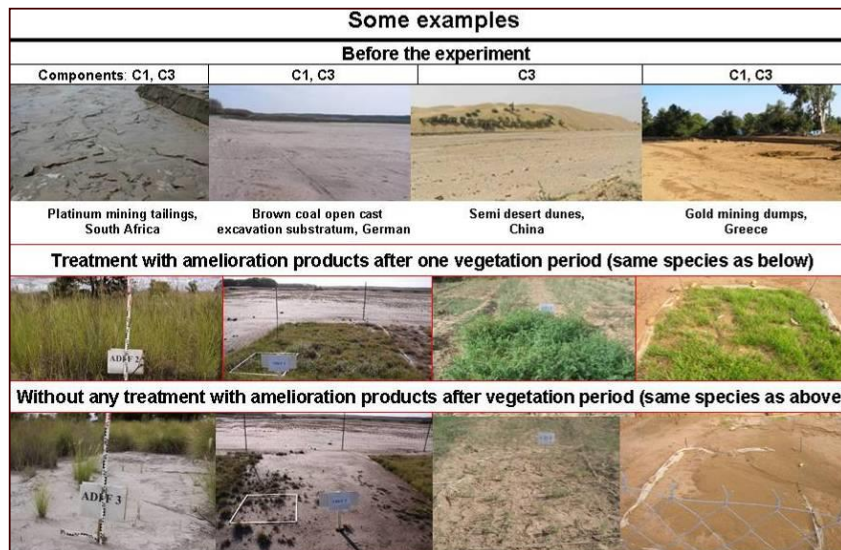 Some examples
Before the experiment
Components: C1, C3
C1, C3
C3
C1, C3
Platinum mining tailings,
South Africa
Brown coal open cast
excavation substratum, German
Semi desert dunes,
China
Gold mining dumps,
Greece
Treatment with amelioration products after one vegetation period (same species as below)
ADFF 2
Without any treatment with amelioration products after vegetation period (same species as above
ADFF 3